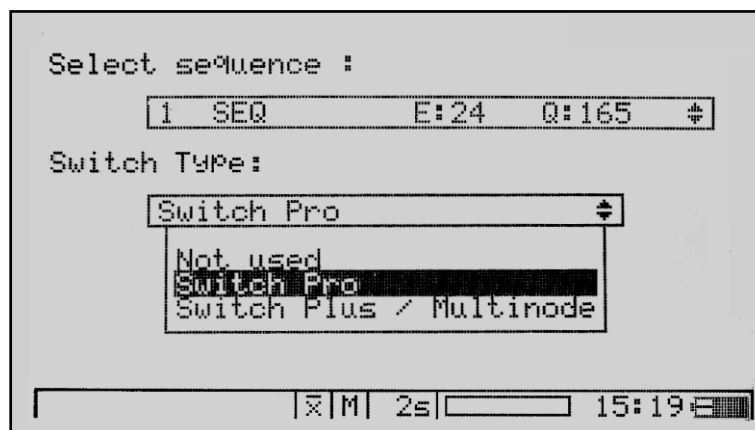 Select sequence :
1 SEQ E:24 Q:165
Switch Type:
Switch Pro
Not used
Switch Pro
Switch Plus / Multinode
x̅ M 2s 15:19